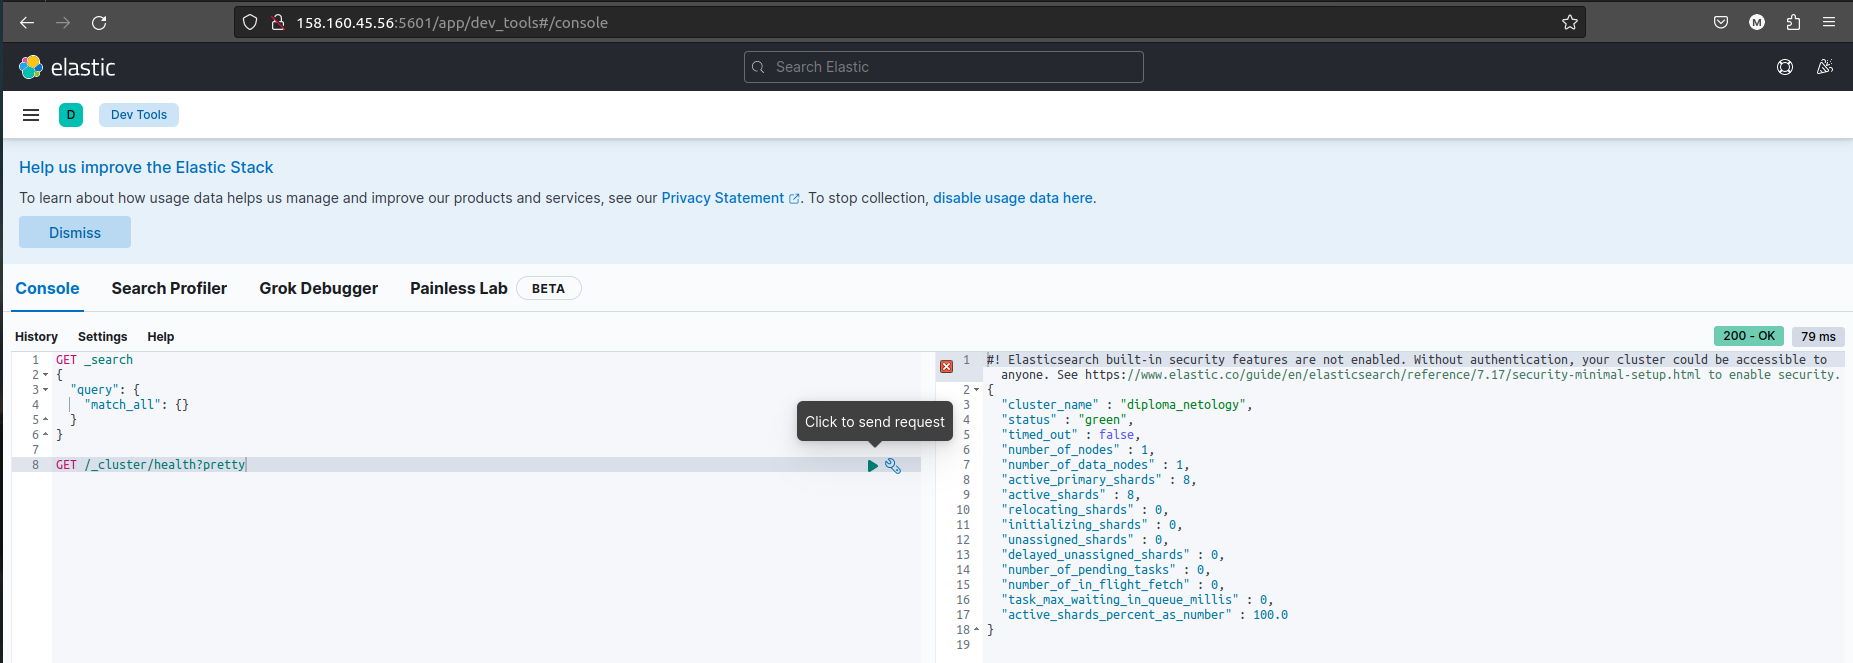 158.160.45.56:5601/app/dev_tools#/console
M
elastic
Search Elastic
D
Dev Tools
Help us improve the Elastic Stack
To learn about how usage data helps us manage and improve our products and services, see our Privacy Statement. To stop collection, disable usage data here.
Dismiss
Console Search Profiler Grok Debugger Painless Lab BETA
History Settings Help
200 - OK 79 ms
1 GET _search
2 {
3 "query": {
4 "match_all": {}
5 }
6 }
7
8 GET /_cluster/health?pretty
Click to send request
1 #! Elasticsearch built-in security features are not enabled. Without authentication, your cluster could be accessible to
anyone. See https://www.elastic.co/guide/en/elasticsearch/reference/7.17/security-minimal-setup.html to enable security.
2 {
3 "cluster_name" : "diploma_netology",
4 "status" : "green",
5 "timed_out" : false,
6 "number_of_nodes" : 1,
7 "number_of_data_nodes" : 1,
8 "active_primary_shards" : 8,
9 "active_shards" : 8,
10 "relocating_shards" : 0,
11 "initializing_shards" : 0,
12 "unassigned_shards" : 0,
13 "delayed_unassigned_shards" : 0,
14 "number_of_pending_tasks" : 0,
15 "number_of_in_flight_fetch" : 0,
16 "task_max_waiting_in_queue_millis" : 0,
17 "active_shards_percent_as_number" : 100.0
18 }
19